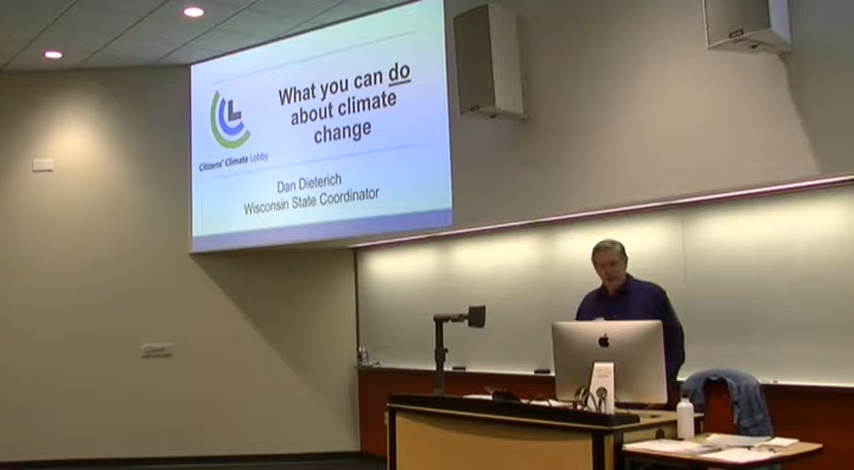 What you can do
about climate
change
Citizens' Climate Lobby
Dan Dieterich
Wisconsin State Coordinator